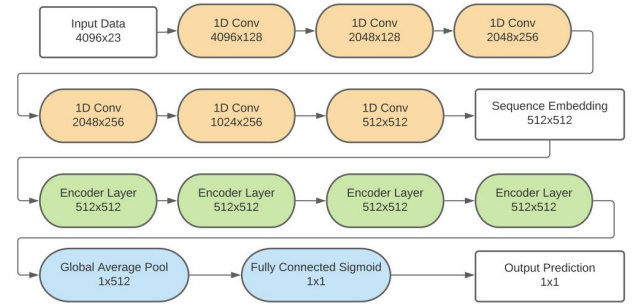 Input Data
4096x23
1D Conv
4096x128
1D Conv
2048x128
1D Conv
2048x256
1D Conv
2048x256
1D Conv
1024x256
1D Conv
512x512
Sequence Embedding
512x512
Encoder Layer
512x512
Encoder Layer
512x512
Encoder Layer
512x512
Encoder Layer
512x512
Global Average Pool
1x512
Fully Connected Sigmoid
1x1
Output Prediction
1x1